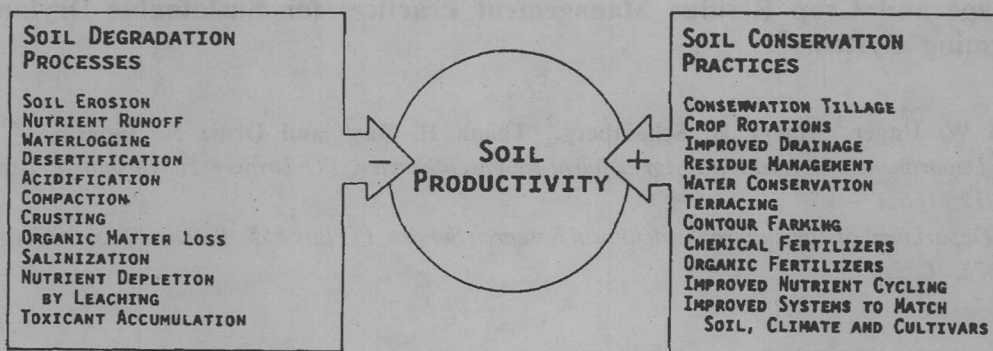 SOIL DEGRADATION
PROCESSES
SOIL EROSION
NUTRIENT RUNOFF
WATERLOGGING
DESERTIFICATION
ACIDIFICATION
COMPACTION
CRUSTING
ORGANIC MATTER LOSS
SALINIZATION
NUTRIENT DEPLETION
BY LEACHING
TOXICANT ACCUMULATION
−
SOIL
PRODUCTIVITY
+
SOIL CONSERVATION
PRACTICES
CONSERVATION TILLAGE
CROP ROTATIONS
IMPROVED DRAINAGE
RESIDUE MANAGEMENT
WATER CONSERVATION
TERRACING
CONTOUR FARMING
CHEMICAL FERTILIZERS
ORGANIC FERTILIZERS
IMPROVED NUTRIENT CYCLING
IMPROVED SYSTEMS TO MATCH
SOIL, CLIMATE AND CULTIVARS